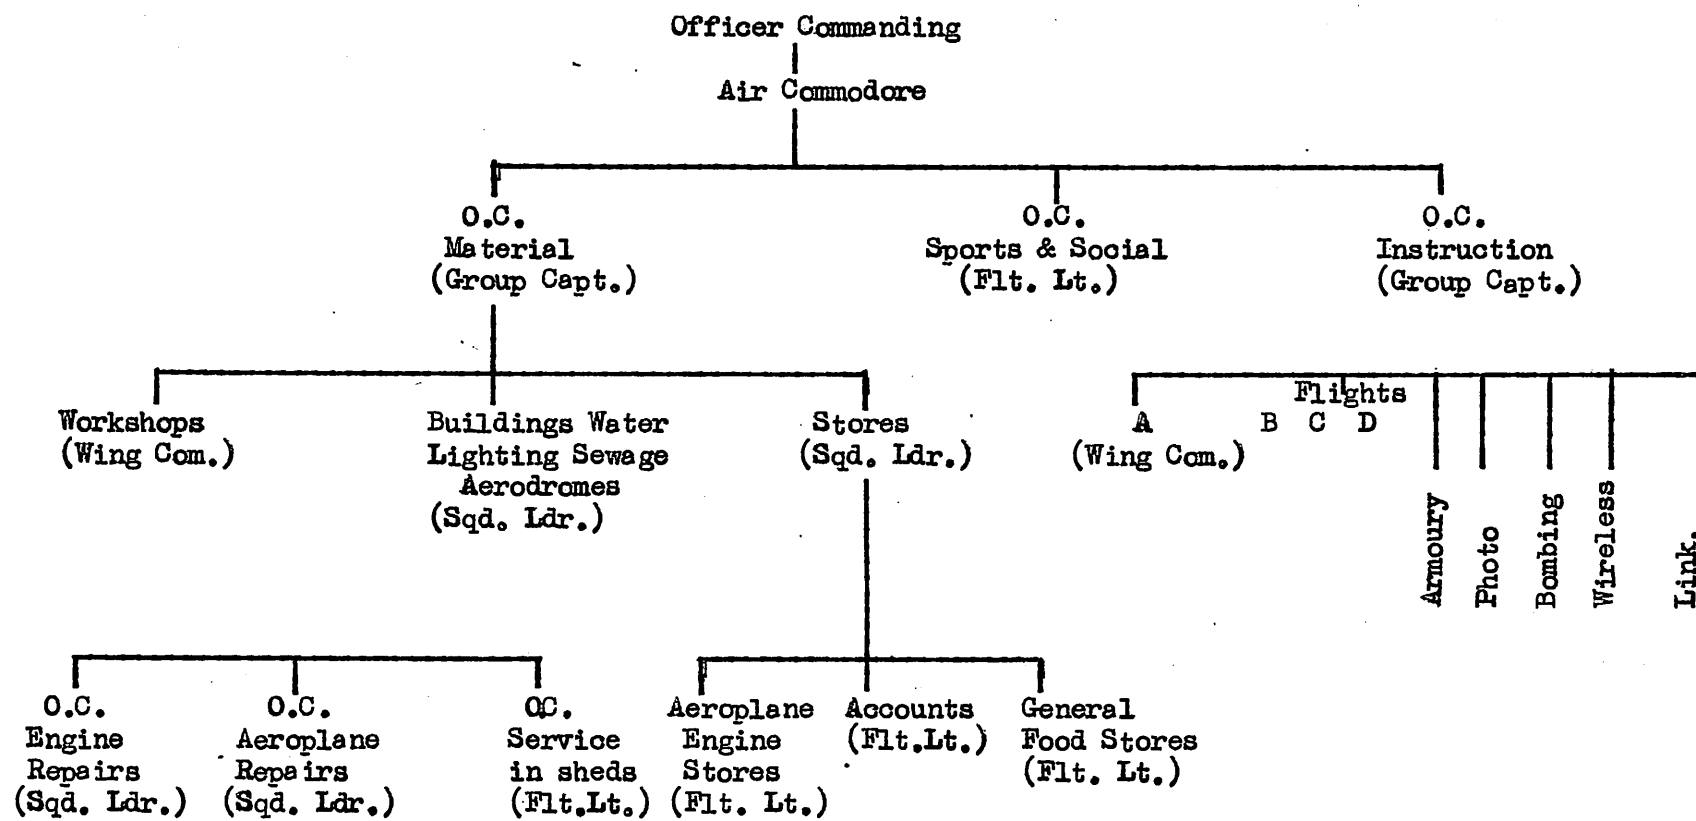 Officer Commanding
Air Commodore
O.C.
Material
(Group Capt.)
O.C.
Sports & Social
(Flt. Lt.)
O.C.
Instruction
(Group Capt.)
Workshops
(Wing Com.)
Buildings Water
Lighting Sewage
Aerodromes
(Sqd. Ldr.)
Stores
(Sqd. Ldr.)
Flights
A B C D
(Wing Com.)
Armoury
Photo
Bombing
Wireless
Link.
O.C.
Engine
Repairs
(Sqd. Ldr.)
O.C.
Aeroplane
Repairs
(Sqd. Ldr.)
OC.
Service
in sheds
(Flt.Lt.)
Aeroplane
Engine
Stores
(Flt. Lt.)
Accounts
(Flt.Lt.)
General
Food Stores
(Flt. Lt.)